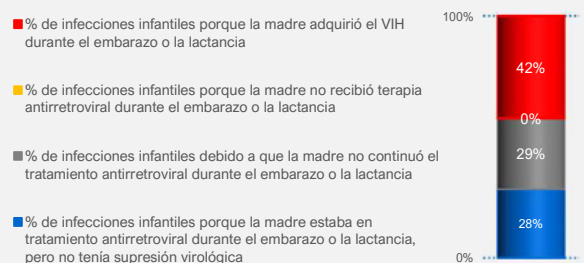 % de infecciones infantiles porque la madre adquirió el VIH
durante el embarazo o la lactancia
% de infecciones infantiles porque la madre no recibió terapia
antirretroviral durante el embarazo o la lactancia
% de infecciones infantiles debido a que la madre no continuó el
tratamiento antirretroviral durante el embarazo o la lactancia
% de infecciones infantiles porque la madre estaba en
tratamiento antirretroviral durante el embarazo o la lactancia,
pero no tenía supresión virológica
100%
42%
0%
29%
28%
0%